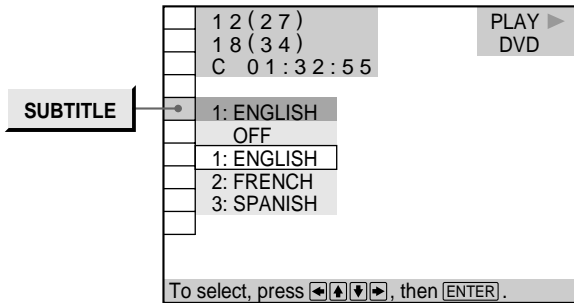 12(27)
PLAY ▶
18(34)
DVD
C 01:32:55
SUBTITLE
1: ENGLISH
OFF
1: ENGLISH
2: FRENCH
3: SPANISH
To select, press ←↑↓→, then ENTER.